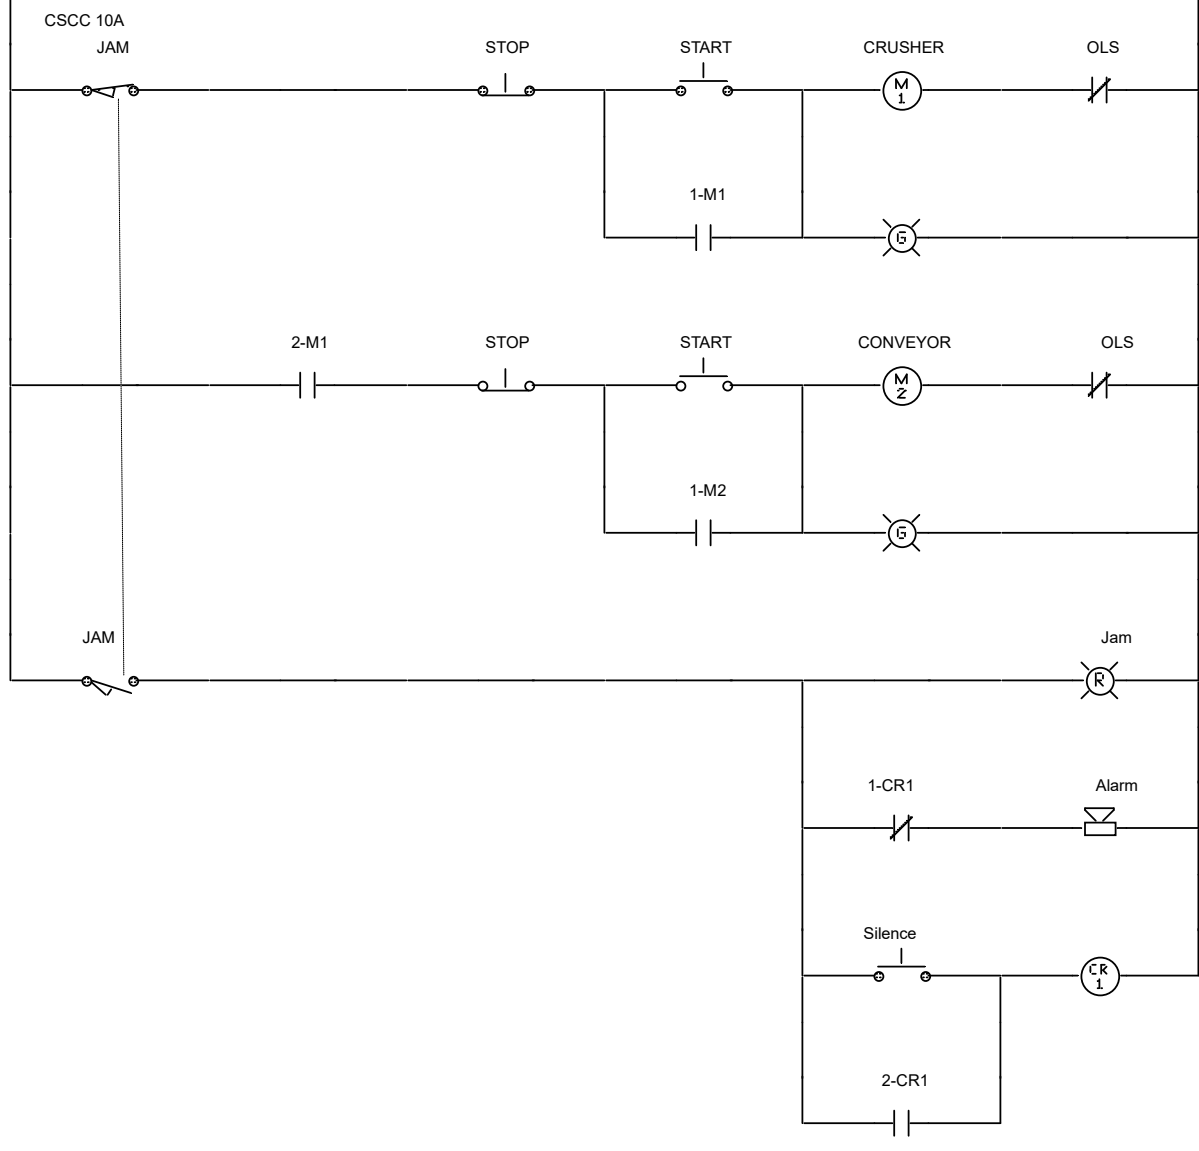 CSCC 10A
JAM STOP START CRUSHER OLS
M
1
1-M1
G
2-M1 STOP START CONVEYOR OLS
M
2
1-M2
G
JAM Jam
R
1-CR1 Alarm
Silence
CR
1
2-CR1